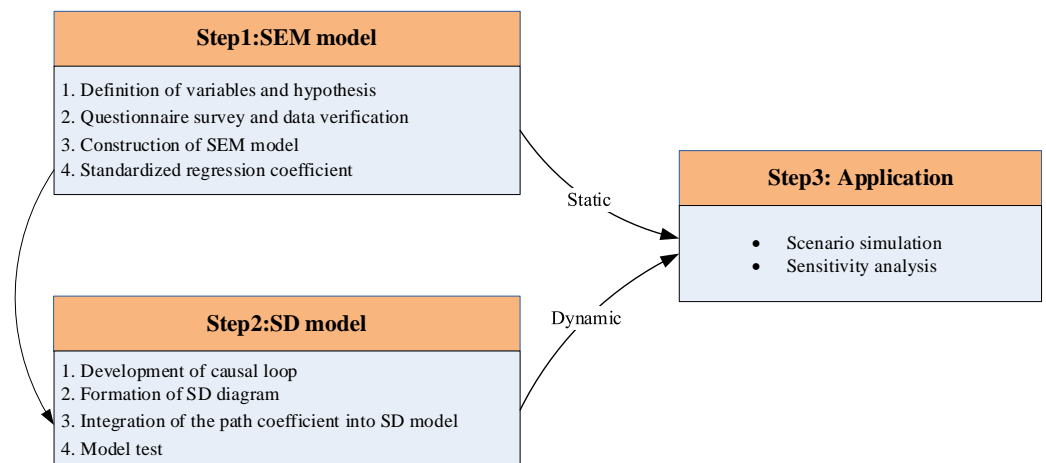 Step1:SEM model
1. Definition of variables and hypothesis
2. Questionnaire survey and data verification
3. Construction of SEM model
4. Standardized regression coefficient
Static
Step3: Application
• Scenario simulation
• Sensitivity analysis
Dynamic
Step2:SD model
1. Development of causal loop
2. Formation of SD diagram
3. Integration of the path coefficient into SD model
4. Model test